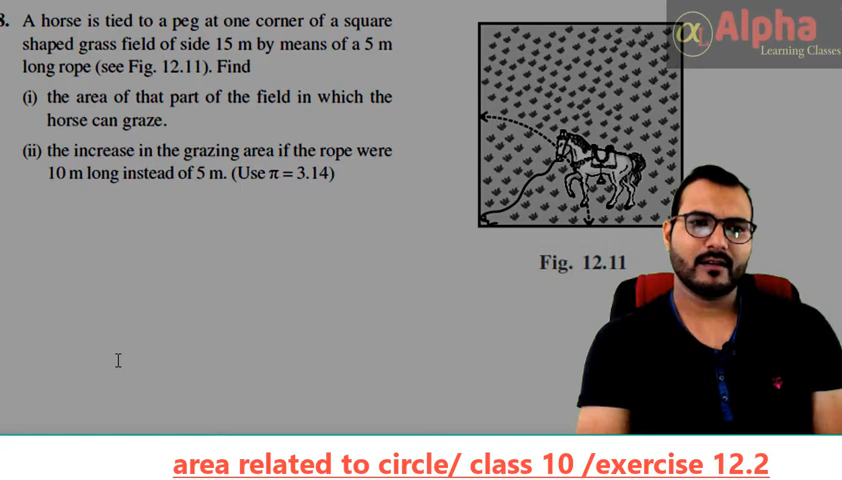 8. A horse is tied to a peg at one corner of a square
shaped grass field of side 15 m by means of a 5 m
long rope (see Fig. 12.11). Find
(i) the area of that part of the field in which the
horse can graze.
(ii) the increase in the grazing area if the rope were
10 m long instead of 5 m. (Use π = 3.14)
Fig. 12.11
αL Alpha
Learning Classes
area related to circle/ class 10 /exercise 12.2